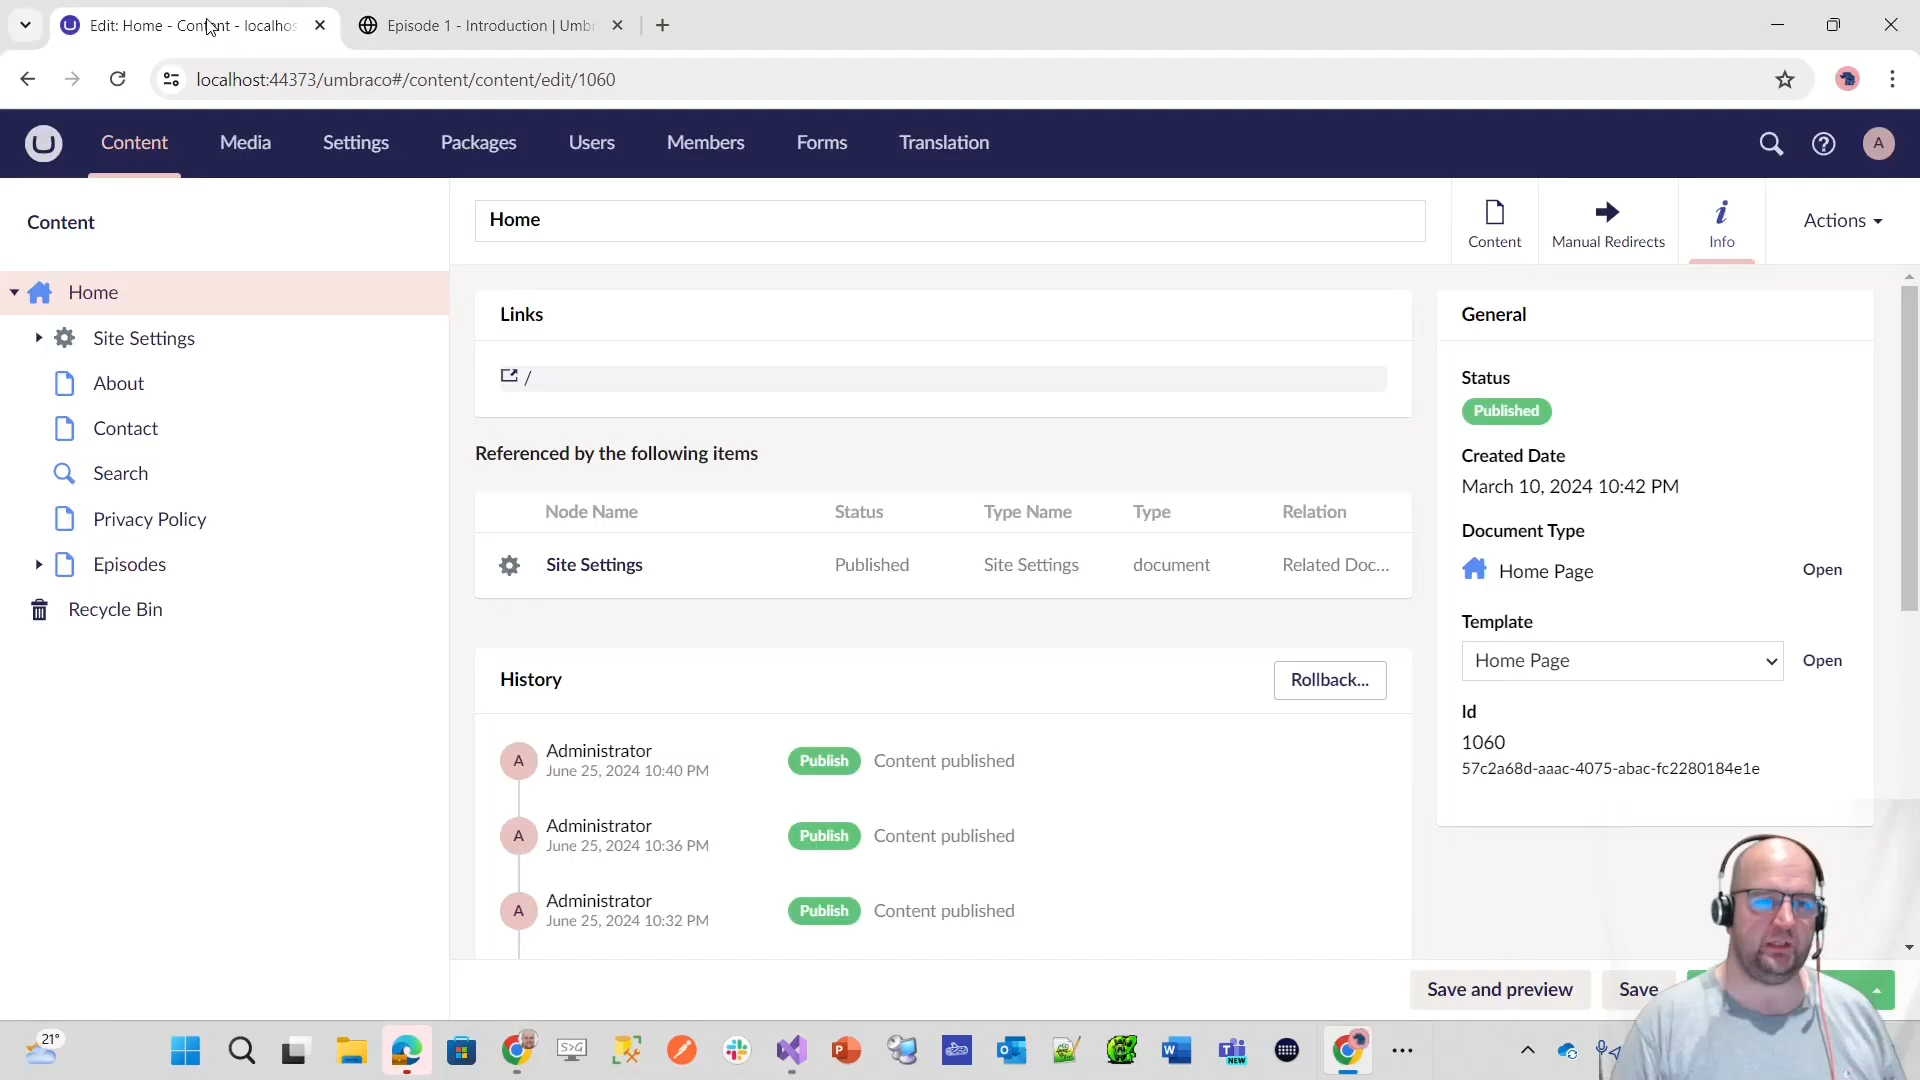 Edit: Home - Content - localhos
Episode 1 - Introduction | Umbr
localhost:44373/umbraco#/content/content/edit/1060
Content
Media
Settings
Packages
Users
Members
Forms
Translation
A
Content
Home
Site Settings
About
Contact
Search
Privacy Policy
Episodes
Recycle Bin
Home
Content
Manual Redirects
Info
Actions
Links
/
Referenced by the following items
Node Name Status Type Name Type Relation
Site Settings Published Site Settings document Related Doc...
History
Rollback...
A Administrator Publish Content published
June 25, 2024 10:40 PM
A Administrator Publish Content published
June 25, 2024 10:36 PM
A Administrator Publish Content published
June 25, 2024 10:32 PM
General
Status
Published
Created Date
March 10, 2024 10:42 PM
Document Type
Home Page Open
Template
Home Page Open
Id
1060
57c2a68d-aaac-4075-abac-fc2280184e1e
Save and preview
Save
21°
S>G
NEW